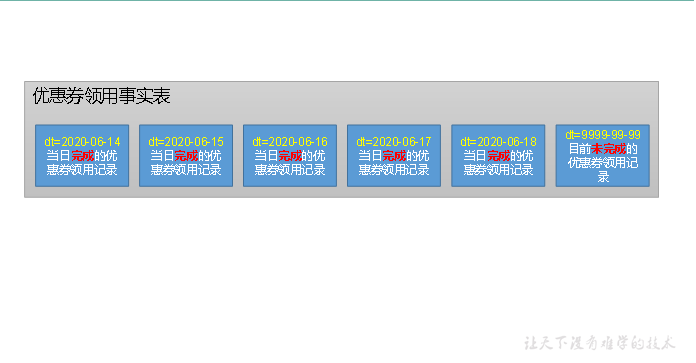 优惠券领用事实表
dt=2020-06-14
当日完成的优
惠券领用记录
dt=2020-06-15
当日完成的优
惠券领用记录
dt=2020-06-16
当日完成的优
惠券领用记录
dt=2020-06-17
当日完成的优
惠券领用记录
dt=2020-06-18
当日完成的优
惠券领用记录
dt=9999-99-99
目前未完成的
优惠券领用记
录
让天下没有难学的技术